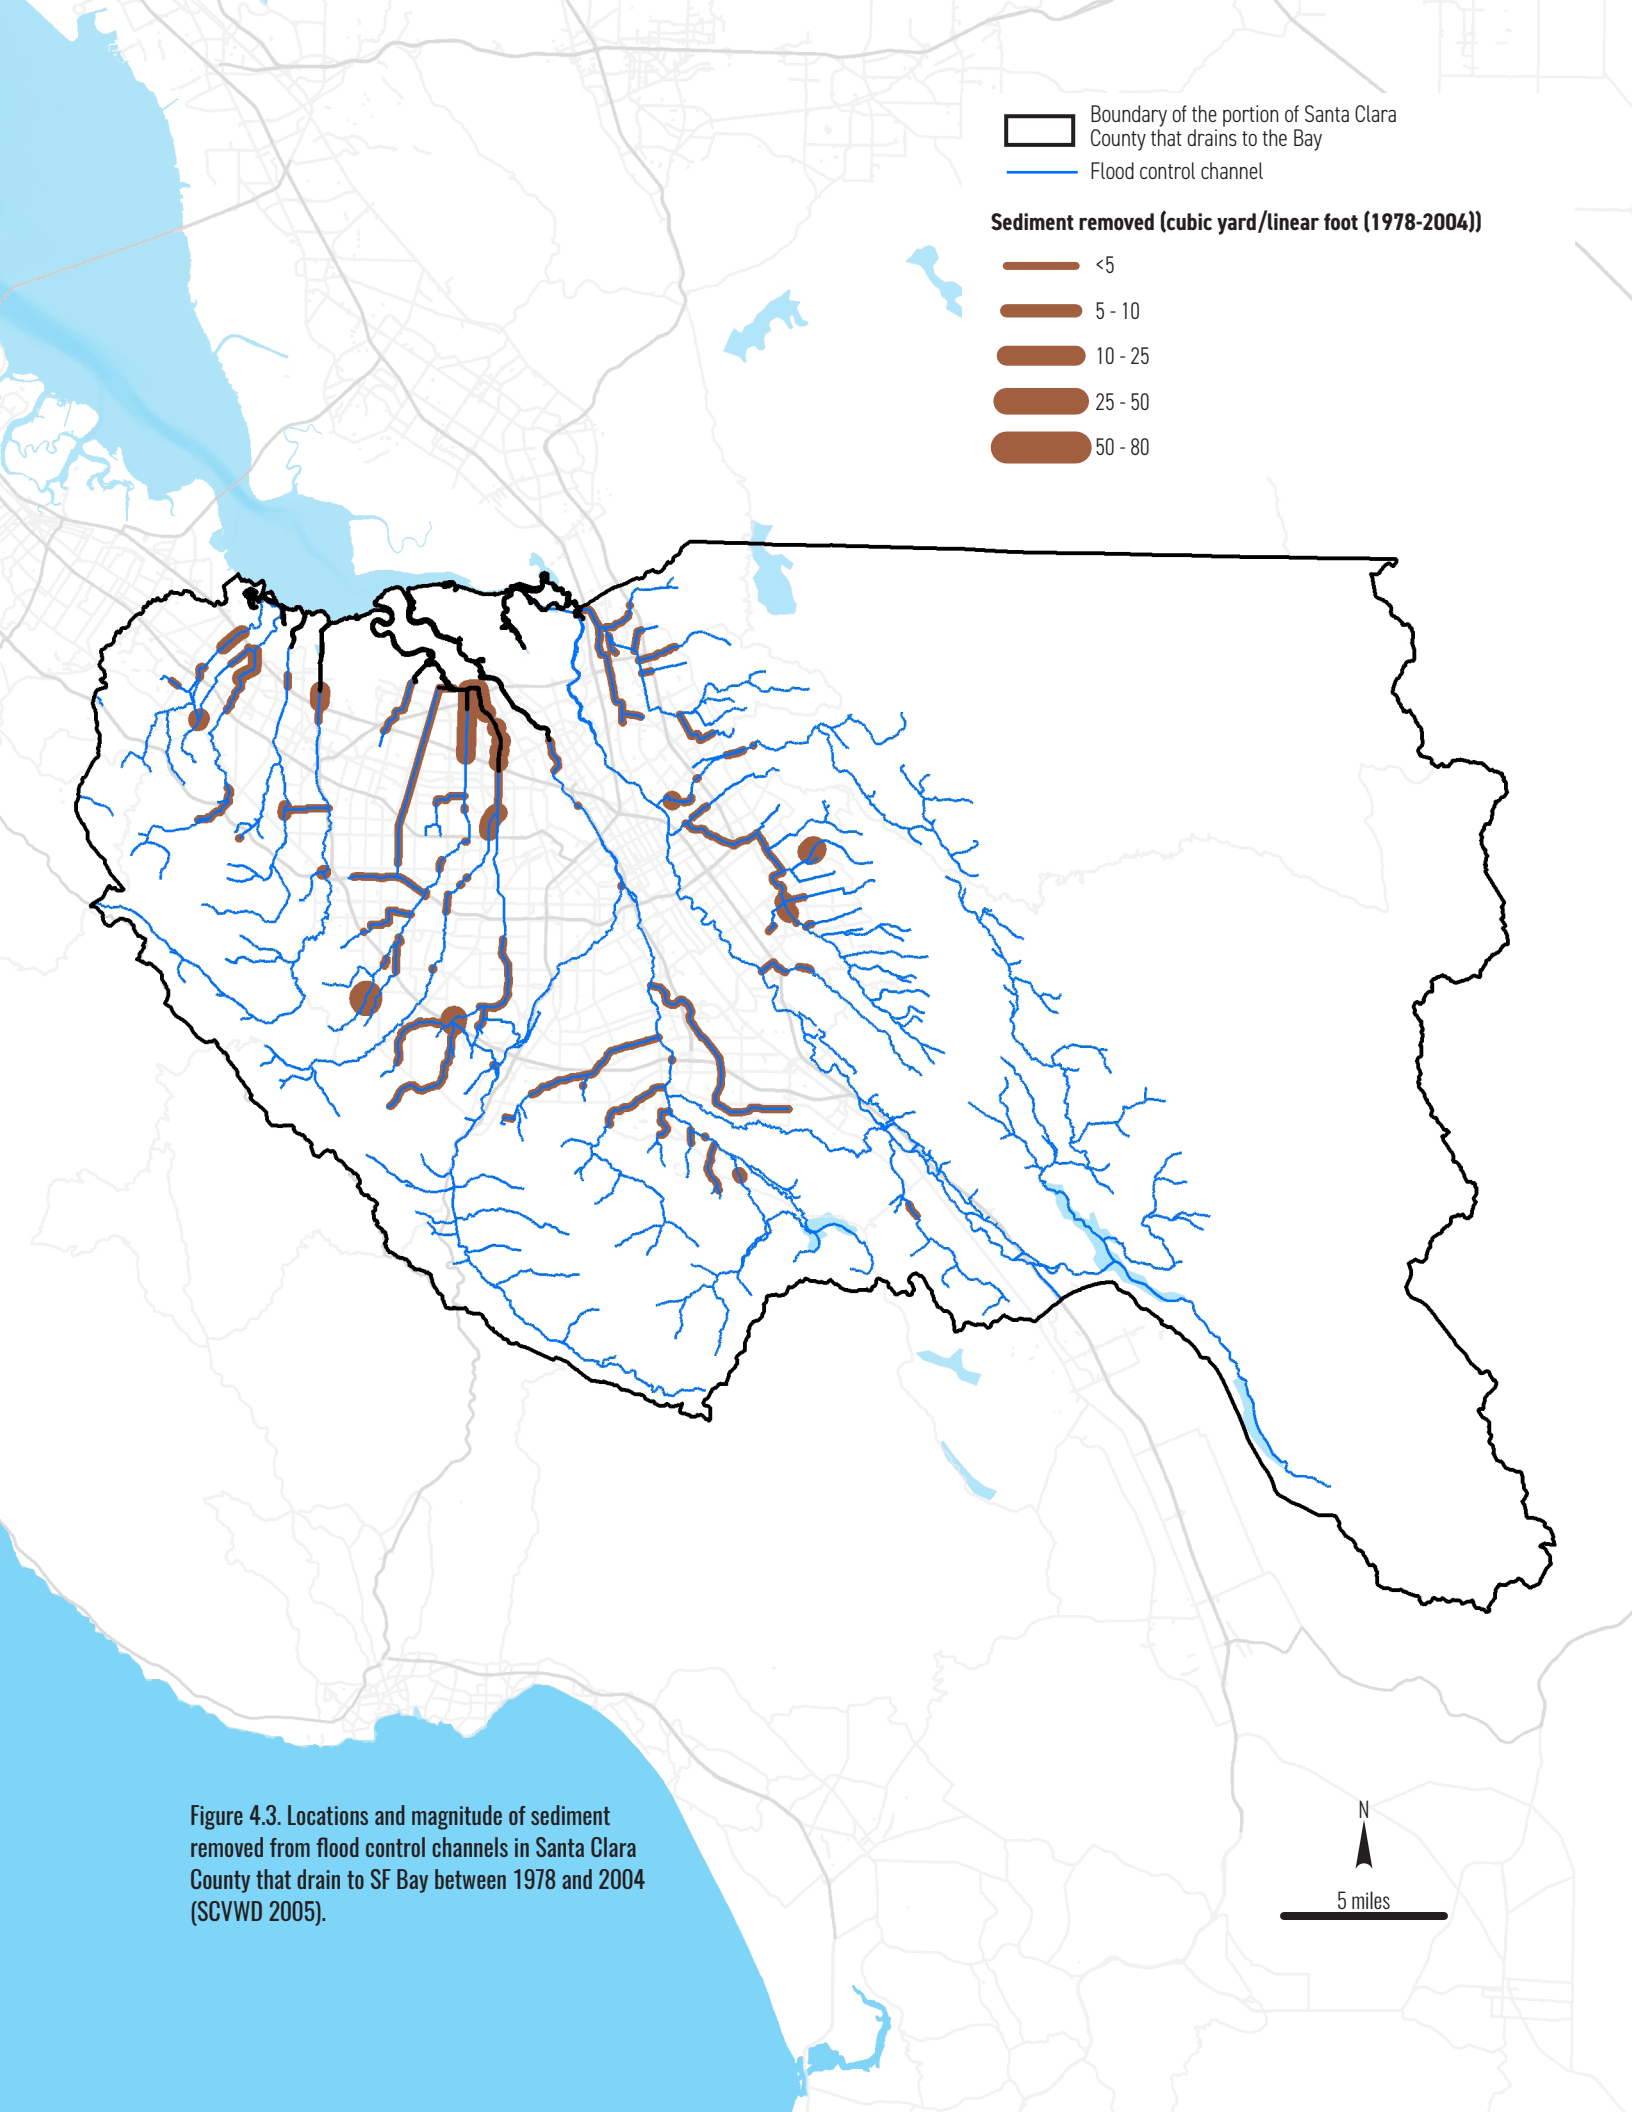 Boundary of the portion of Santa Clara
County that drains to the Bay
Flood control channel
Sediment removed (cubic yard/linear foot (1978-2004))
<5
5 - 10
10 - 25
25 - 50
50 - 80
Figure 4.3. Locations and magnitude of sediment
removed from flood control channels in Santa Clara
County that drain to SF Bay between 1978 and 2004
(SCVWD 2005).
N
5 miles